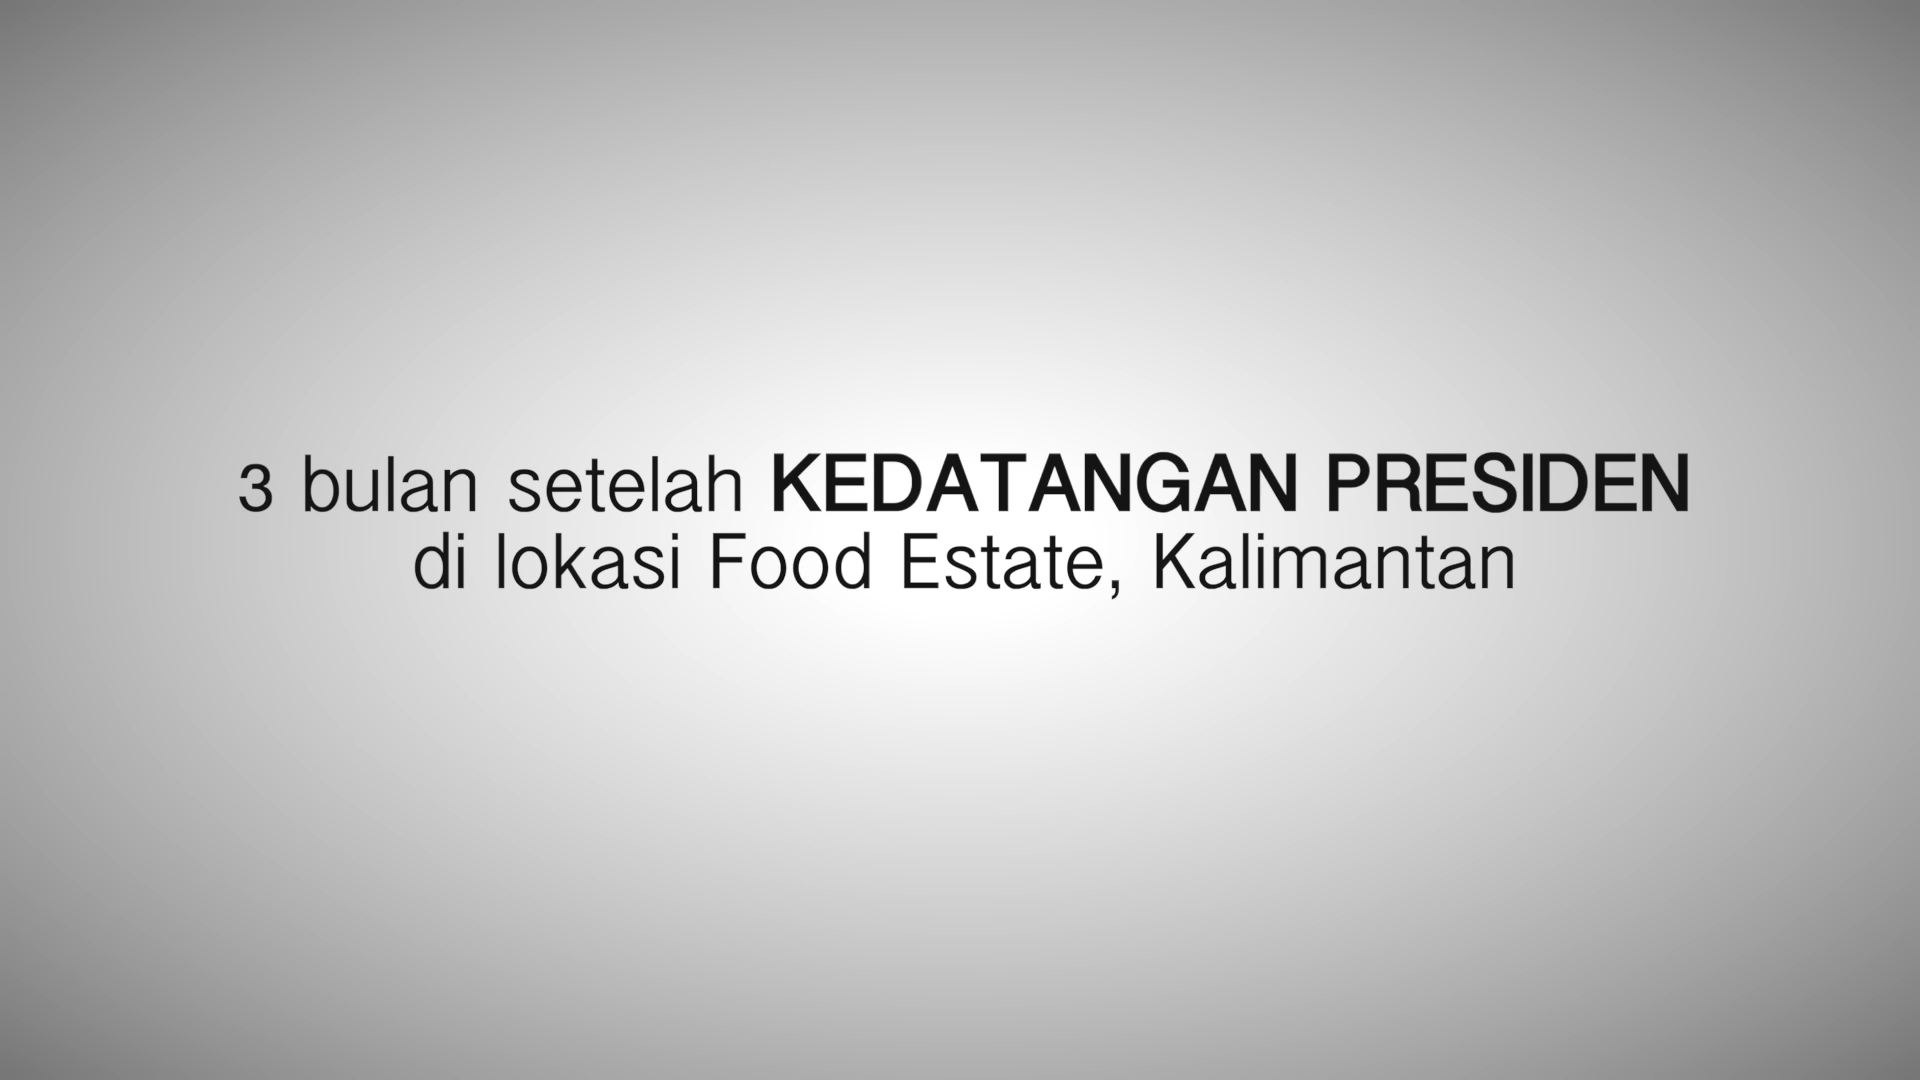 3 bulan setelah KEDATANGAN PRESIDEN
di lokasi Food Estate, Kalimantan